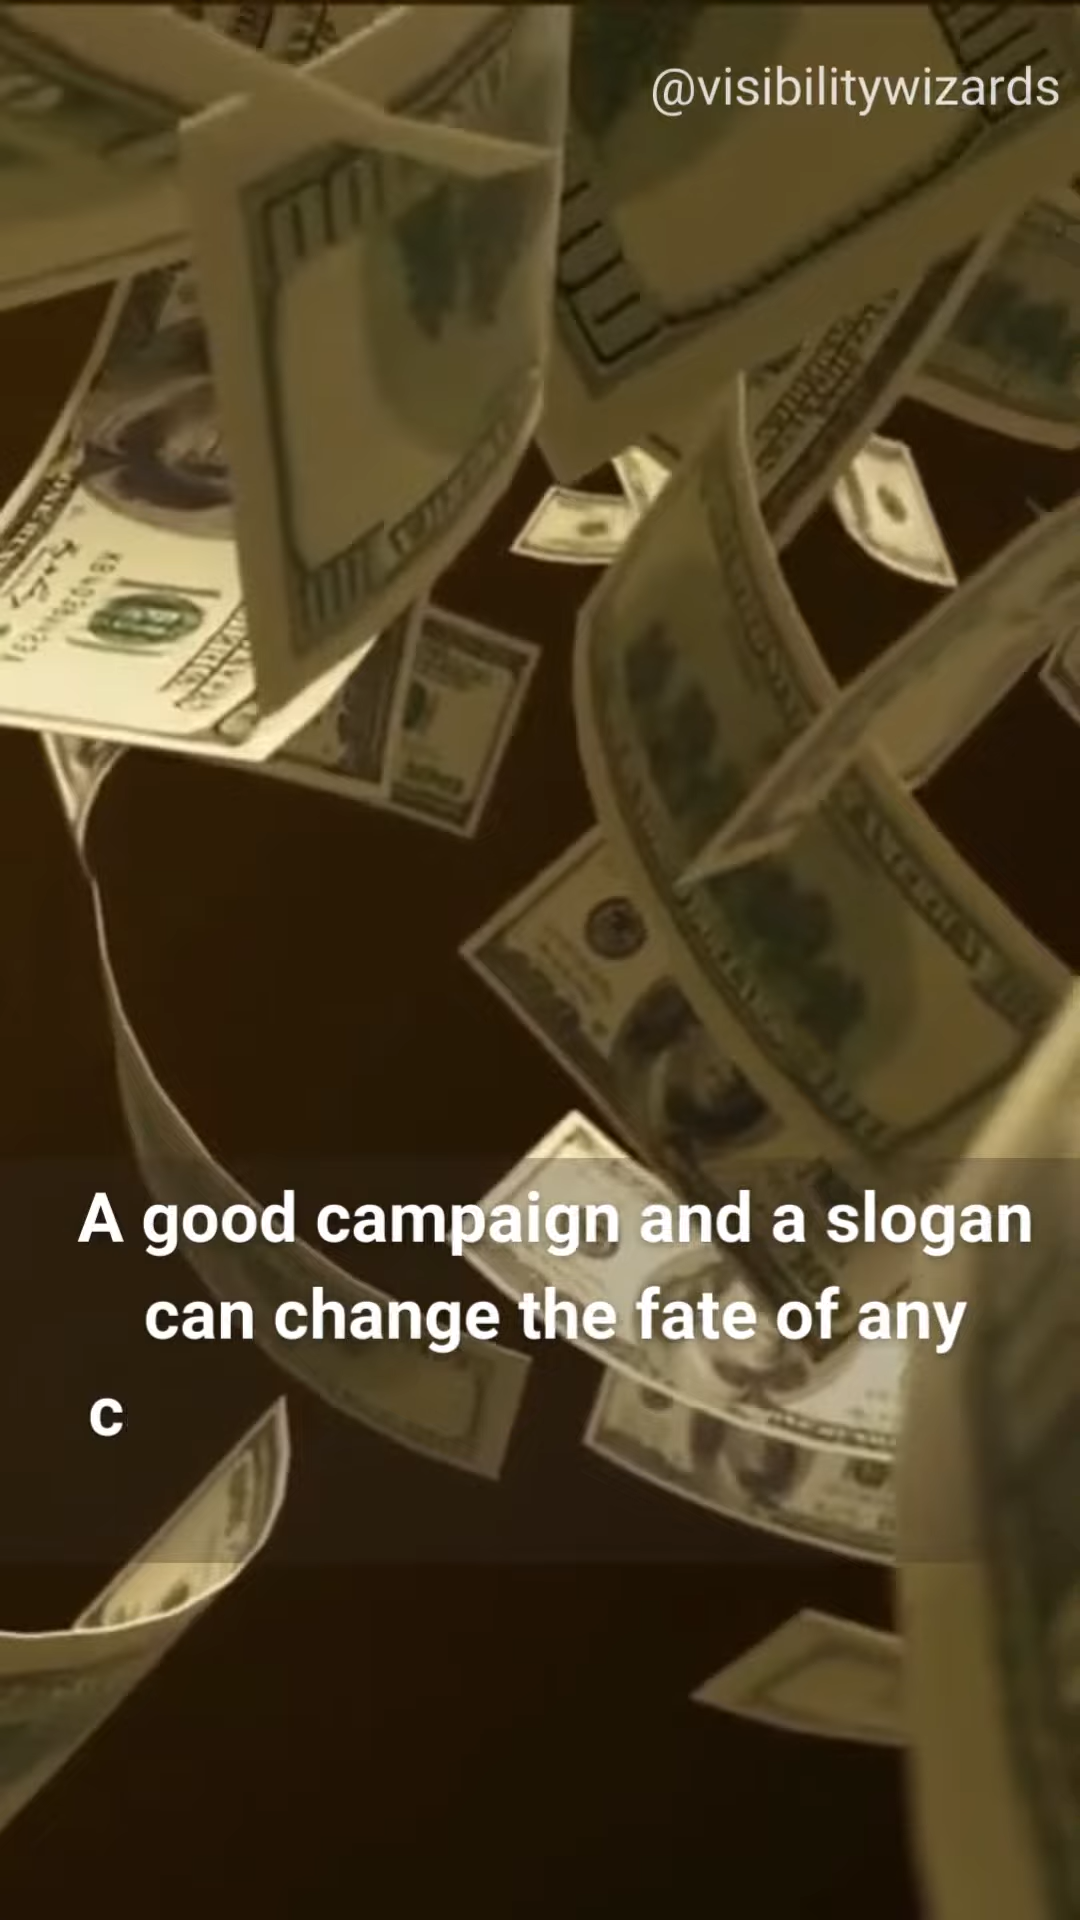 @visibilitywizards
A good campaign and a slogan
can change the fate of any
c